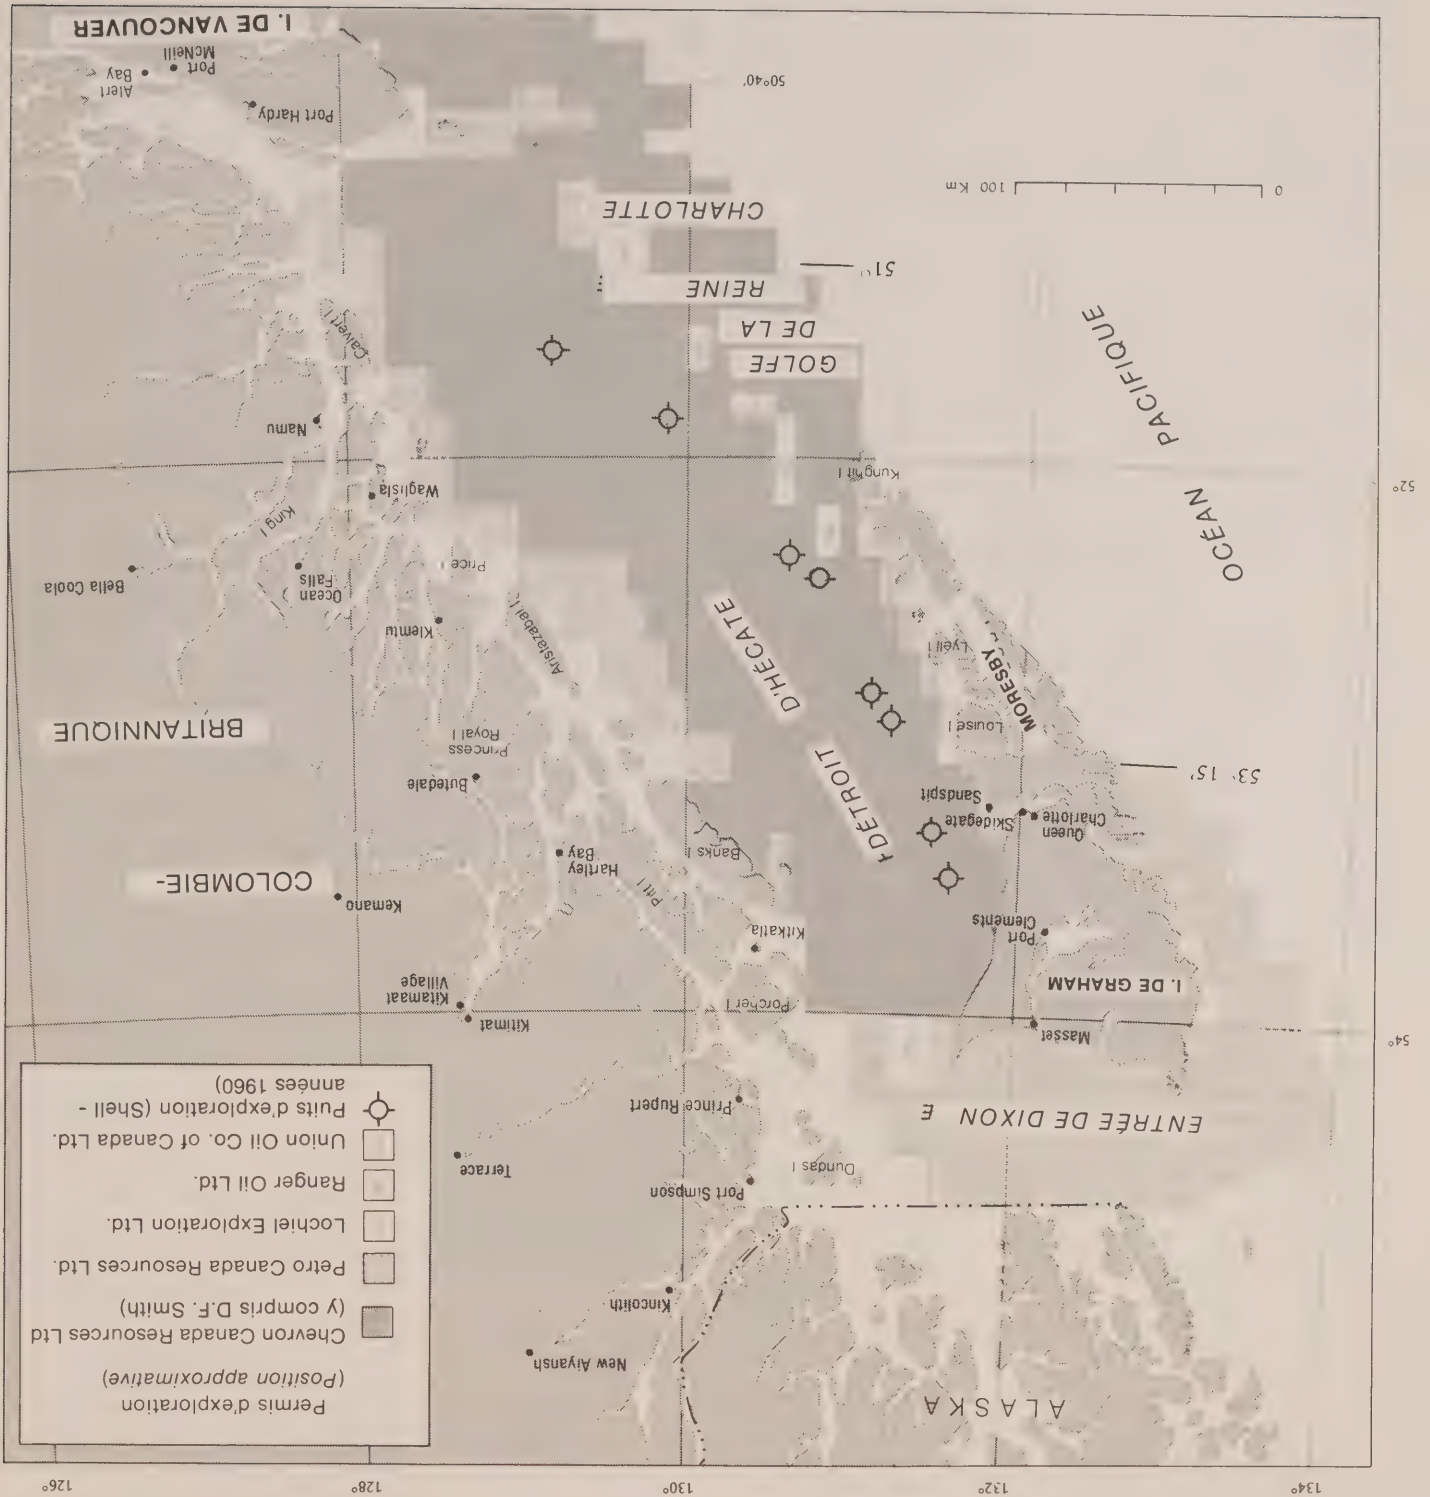 134°
132°
130°
128°
126°
ALASKA
Permis d'exploration
(Position approximative)
Chevron Canada Resources Ltd
(y compris D.F. Smith)
Petro Canada Resources Ltd.
Lochiel Exploration Ltd.
Ranger Oil Ltd.
Union Oil Co. of Canada Ltd.
Puits d'exploration (Shell -
années 1960)
New Aiyansh
Kincolith
Port Simpson
Dundas I
Terrace
ENTRÉE DE DIXON E
Prince Rupert
54°
Masset
Kitimat
Kitamaat
Village
I. DE GRAHAM
Porcher I
Port
Clements
Kitkatla
Kemano
COLOMBIE-
Pitt I
Hartley
Bay
Banks I
Queen
Charlotte
Skidegate
Sandspit
53° 15'
DÉTROIT
D'HÉCATE
Butedale
Princess
Royal I
BRITANNIQUE
Louise I
MORESBY
Lyell I
Aristazabal I
Klemtu
Price I
Ocean
Falls
Bella Coola
King I
OCÉAN
PACIFIQUE
52°
Kunghit I
Waglisla
Namu
Calvert I
GOLFE
DE LA
REINE
CHARLOTTE
51°
0
100 Km
50°40'
Port Hardy
Port
McNeill
Alert
Bay
I. DE VANCOUVER